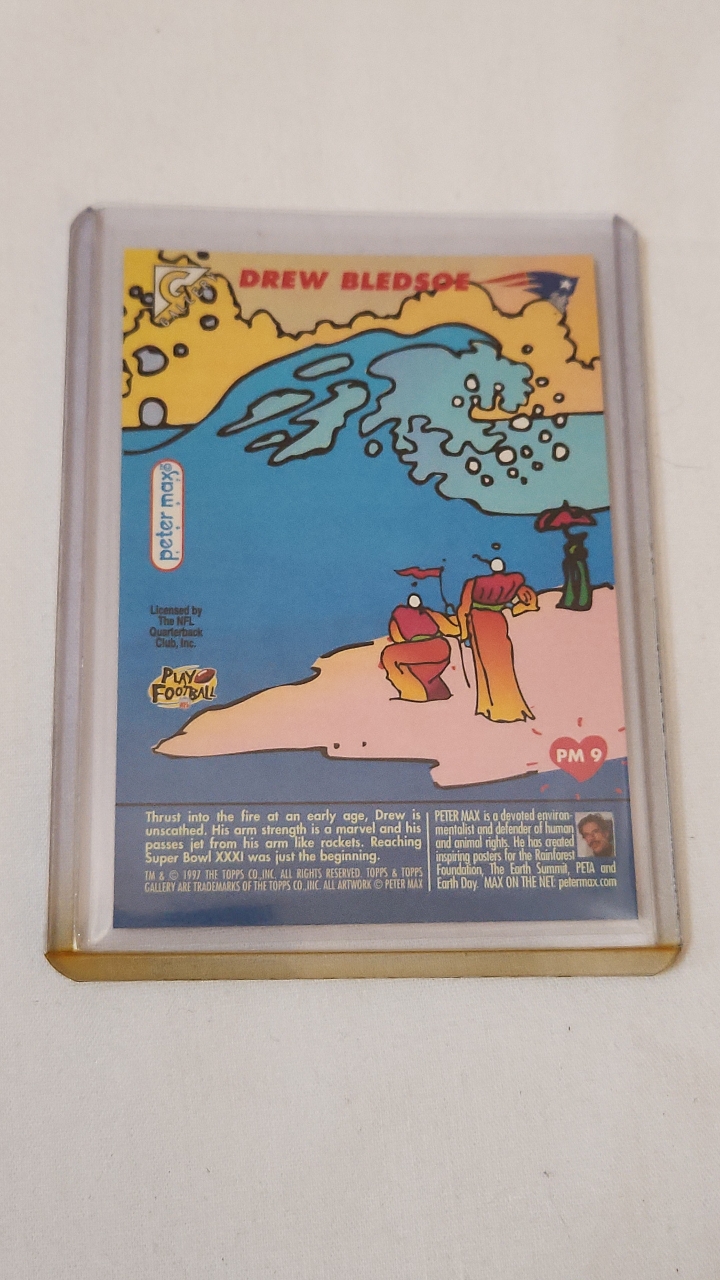 GALLERY
DREW BLEDSOE
peter max
Licensed by
The NFL
Quarterback
Club, Inc.
PLAY
FOOTBALL
PM 9
Thrust into the fire at an early age, Drew is
unscathed. His arm strength is a marvel and his
passes jet from his arm like rockets. Reaching
Super Bowl XXXI was just the beginning.
TM & © 1997 THE TOPPS CO., INC. ALL RIGHTS RESERVED. TOPPS & TOPPS
GALLERY ARE TRADEMARKS OF THE TOPPS CO., INC. ALL ARTWORK © PETER MAX
PETER MAX is a devoted environ-
mentalist and defender of human
and animal rights. He has created
inspiring posters for the Rainforest
Foundation, The Earth Summit, PETA and
Earth Day. MAX ON THE NET: petermax.com